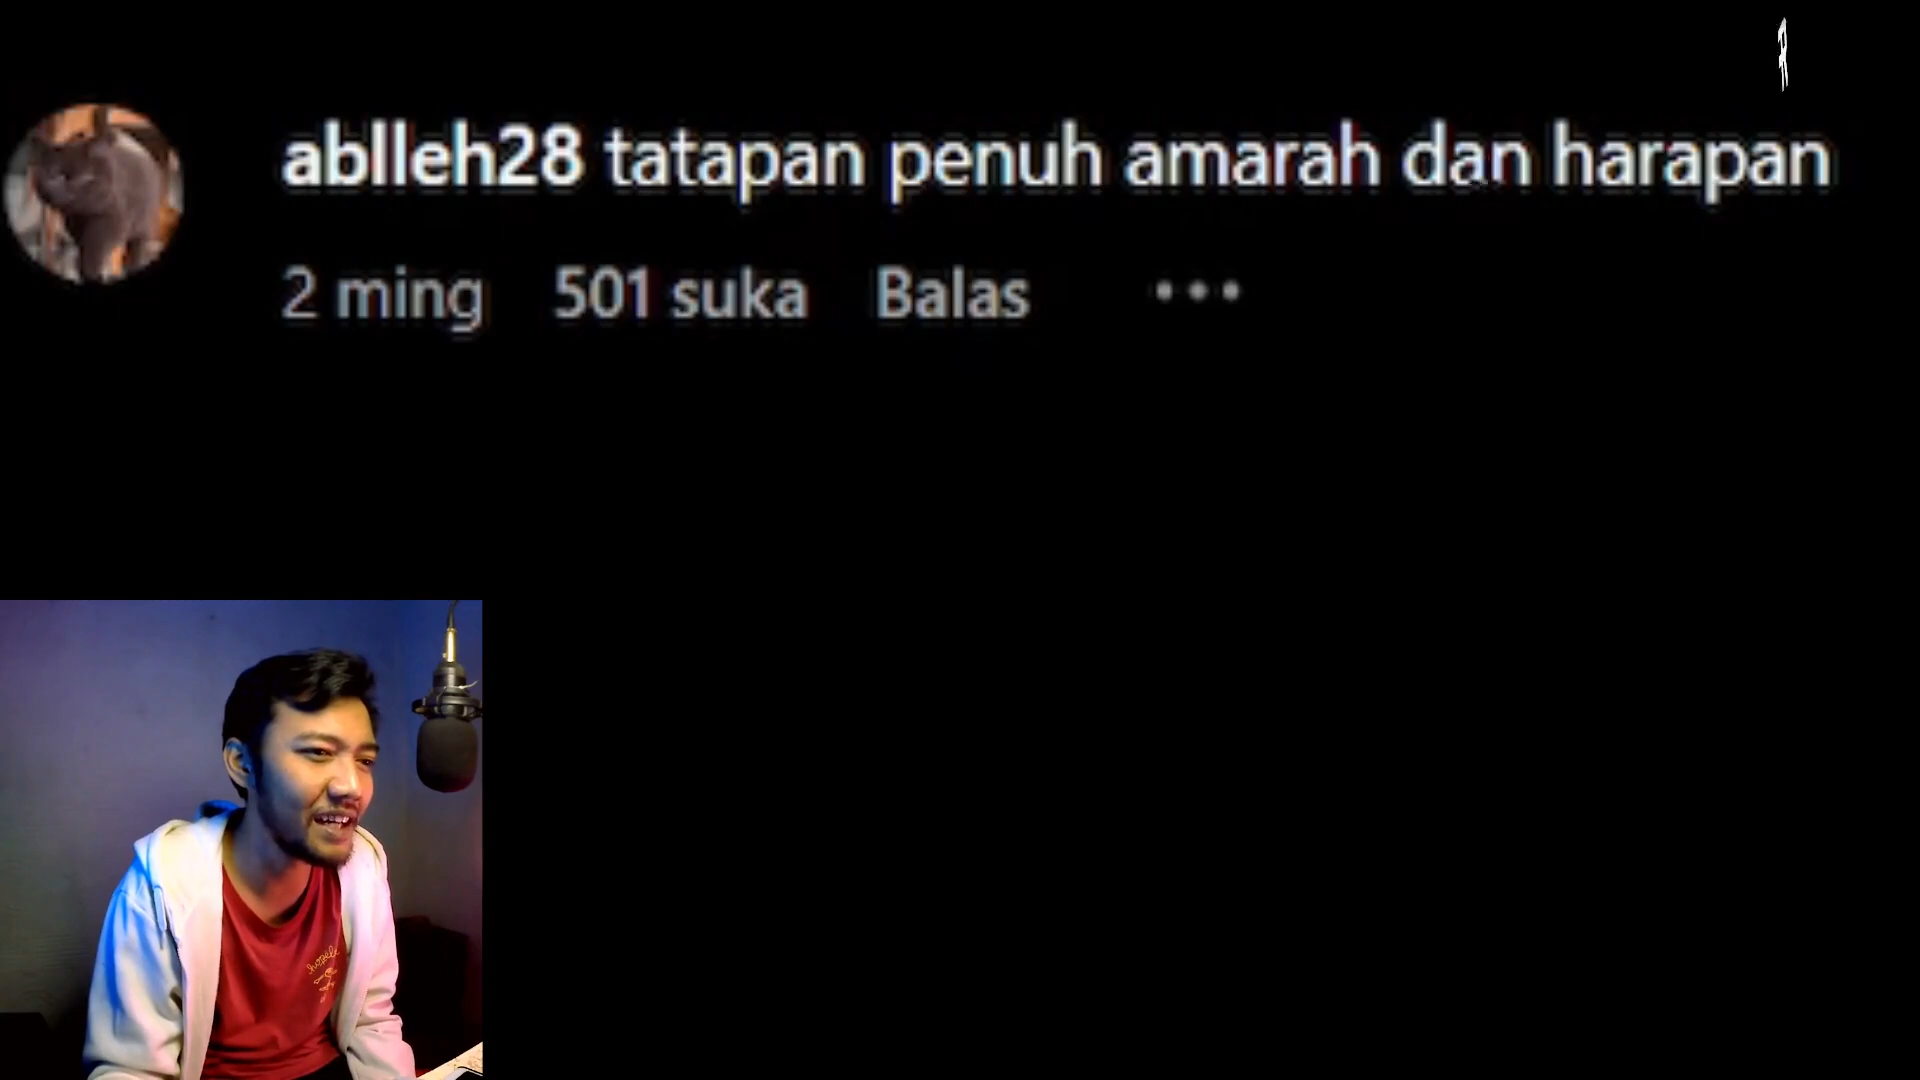 ablleh28 tatapan penuh amarah dan harapan
2 ming 501 suka Balas